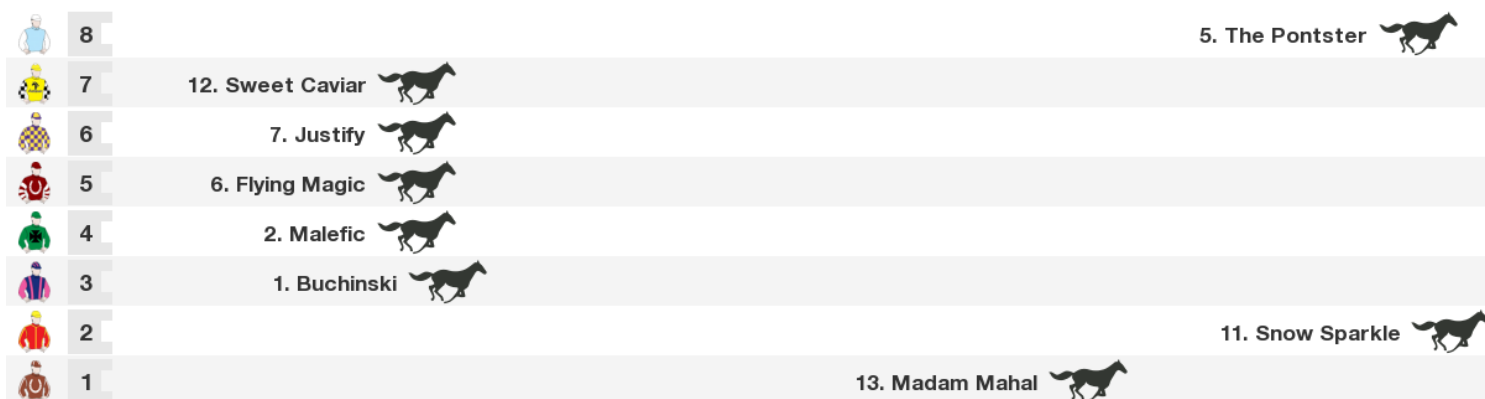 8 5. The Pontster
7 12. Sweet Caviar
6 7. Justify
5 6. Flying Magic
4 2. Malefic
3 1. Buchinski
2 11. Snow Sparkle
1 13. Madam Mahal